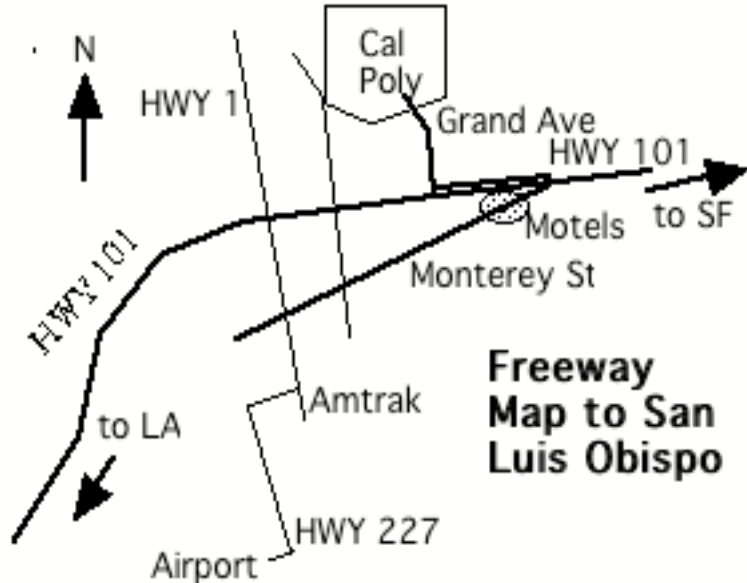 N
Cal
Poly
HWY 1
Grand Ave
HWY 101
to SF
Motels
HWY 101
Monterey St
Freeway
Map to San
Luis Obispo
Amtrak
to LA
HWY 227
Airport